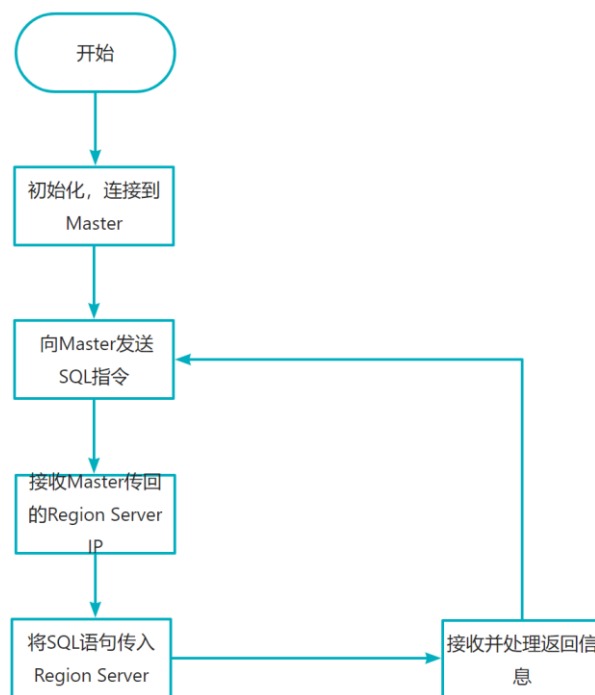 开始
初始化，连接到
Master
向Master发送
SQL指令
接收Master传回
的Region Server
IP
将SQL语句传入
Region Server
接收并处理返回信
息